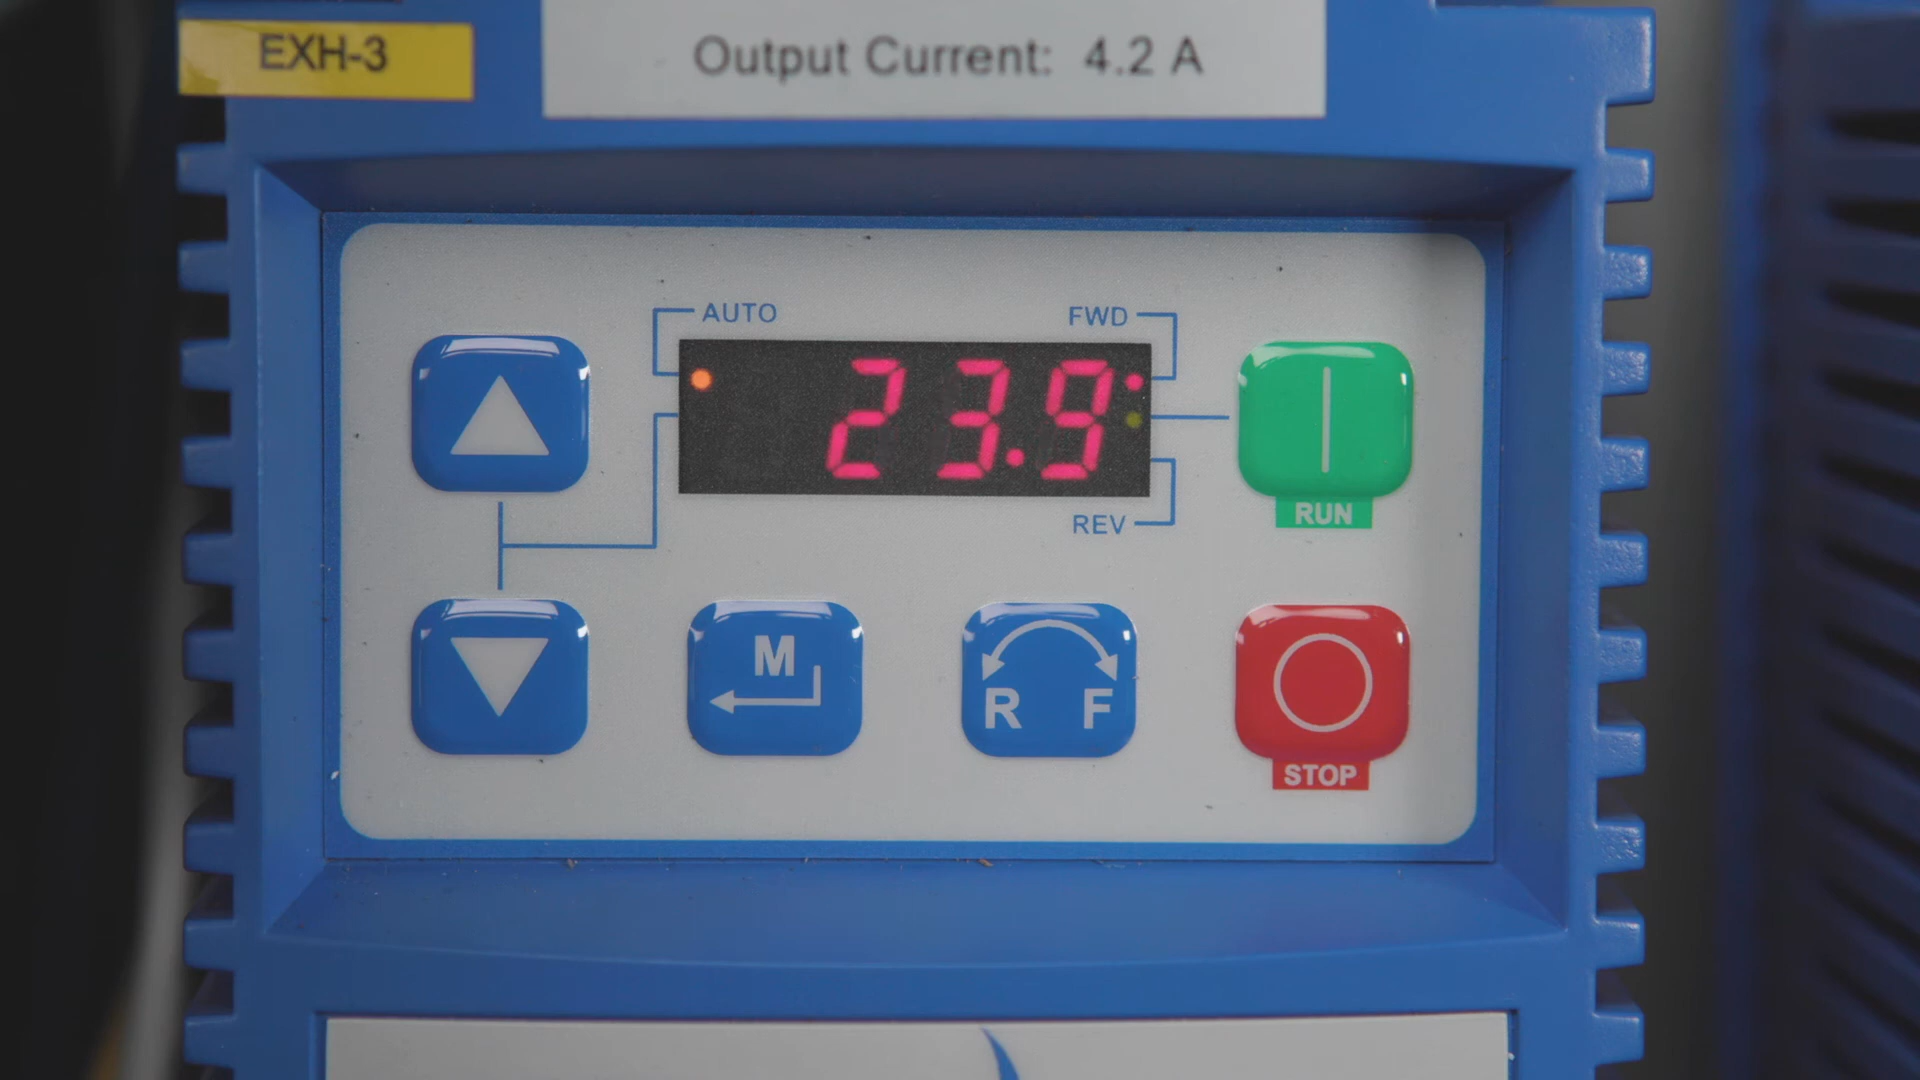 EXH-3
Output Current: 4.2 A
AUTO
FWD
23.9
RUN
REV
M
R F
STOP